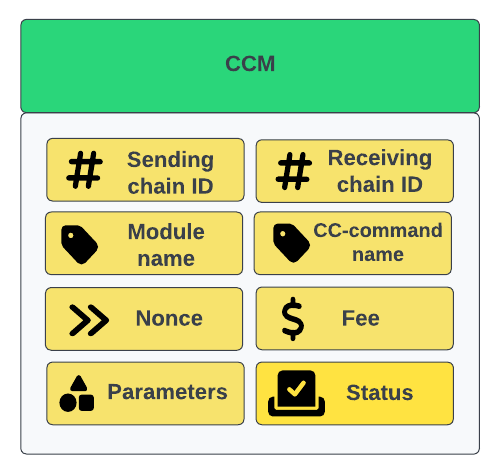 CCM
Sending
chain ID
Receiving
chain ID
Module
name
CC-command
name
Nonce
Fee
Parameters
Status